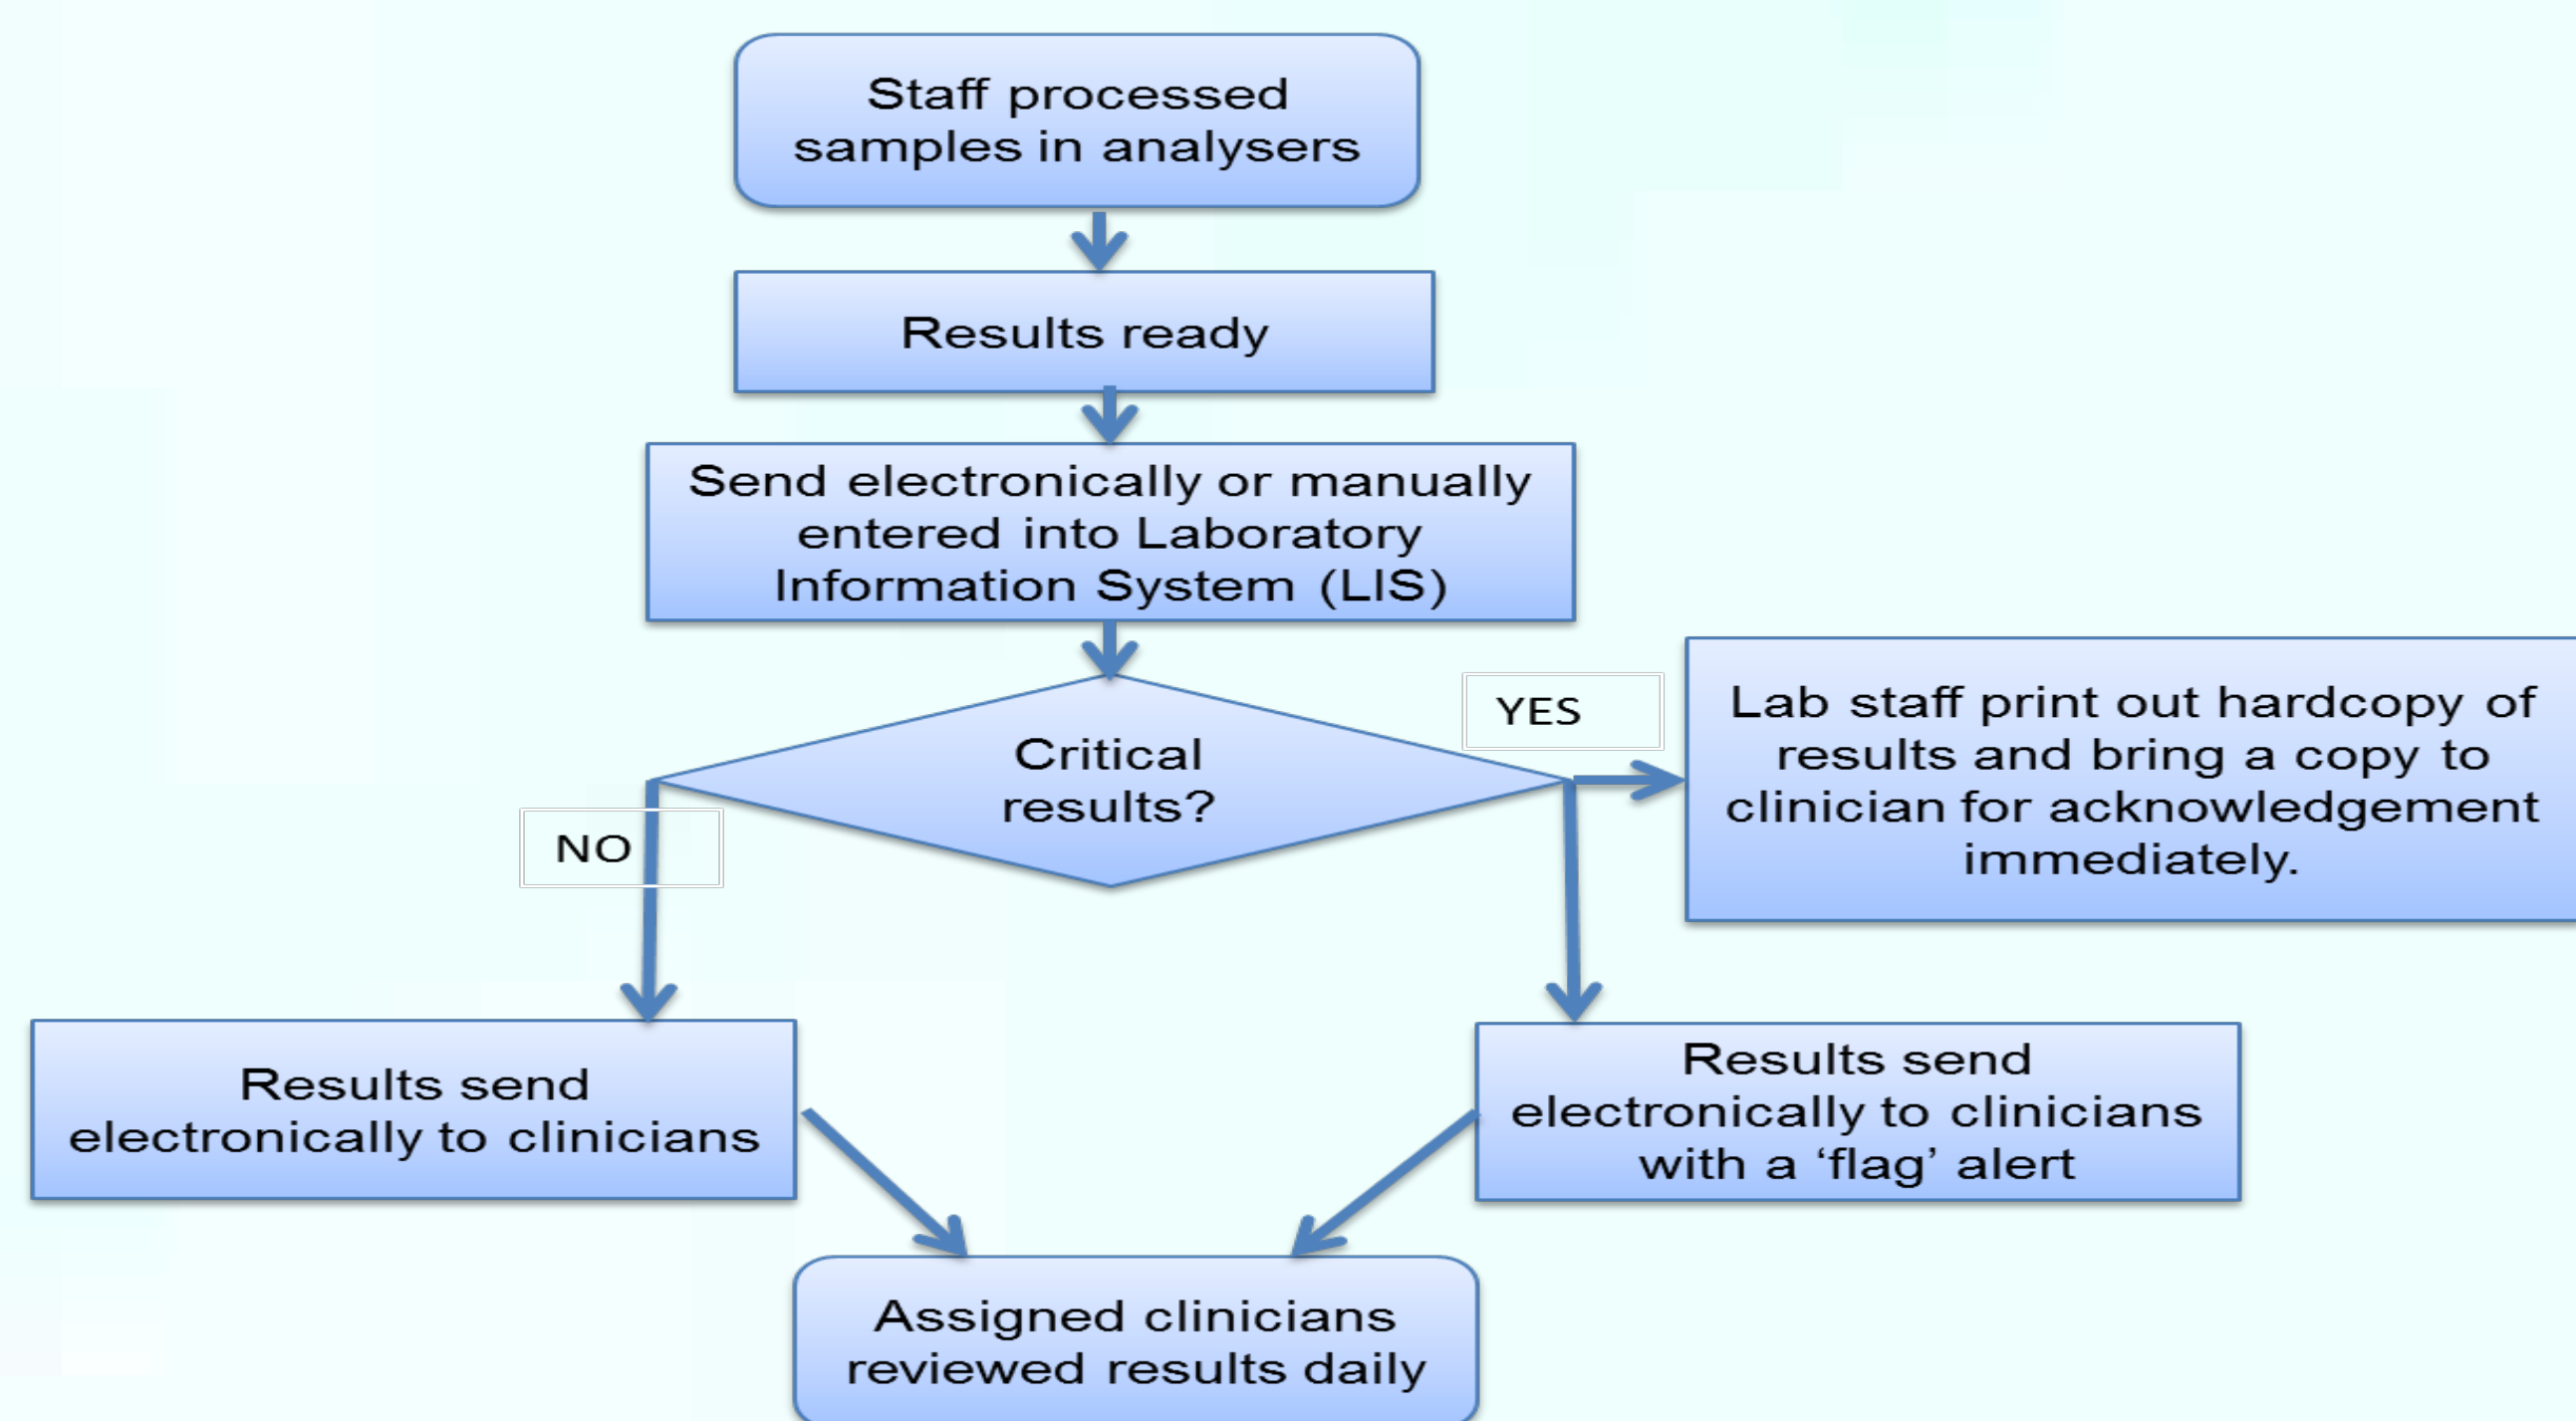 Staff processed
samples in analysers
Results ready
Send electronically or manually
entered into Laboratory
Information System (LIS)
Critical
results?
YES
Lab staff print out hardcopy of
results and bring a copy to
clinician for acknowledgement
immediately.
NO
Results send
electronically to clinicians
Results send
electronically to clinicians
with a ‘flag’ alert
Assigned clinicians
reviewed results daily